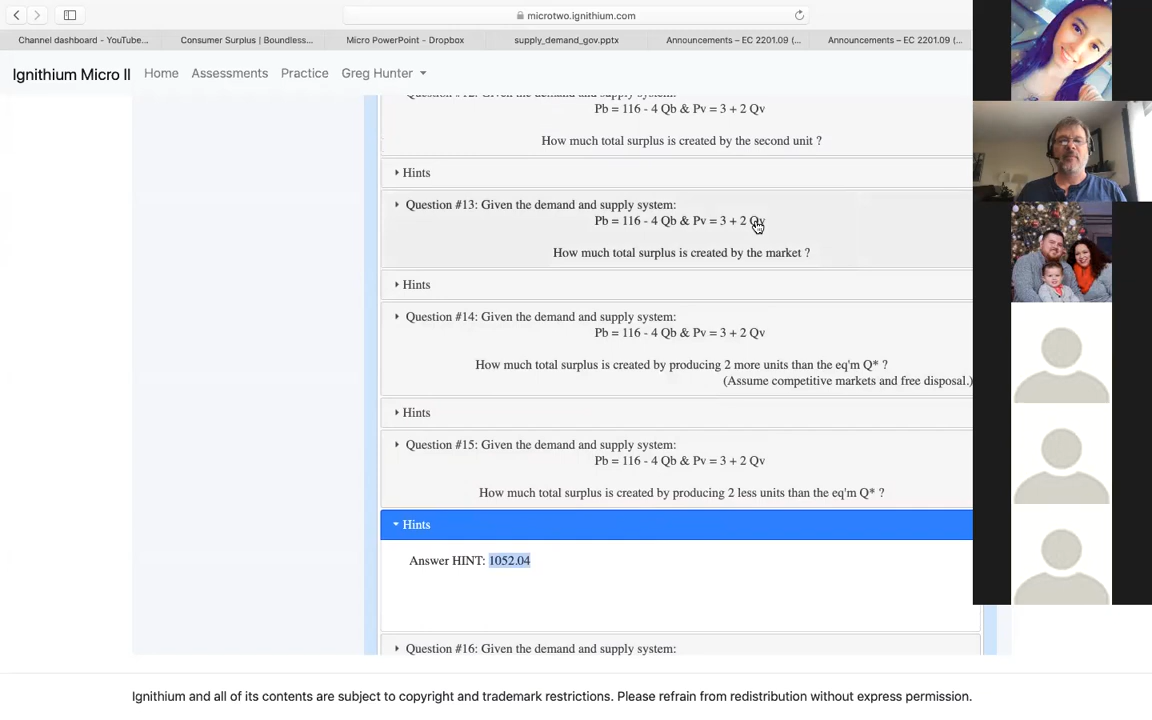 microtwo.ignithium.com
Channel dashboard - YouTube...
Consumer Surplus | Boundless...
Micro PowerPoint - Dropbox
supply_demand_gov.pptx
Announcements – EC 2201.09 (...
Announcements – EC 2201.09 (...
Ignithium Micro II
Home
Assessments
Practice
Greg Hunter
Question #12: Given the demand and supply system:
Pb = 116 - 4 Qb & Pv = 3 + 2 Qv
How much total surplus is created by the second unit ?
Hints
Question #13: Given the demand and supply system:
Pb = 116 - 4 Qb & Pv = 3 + 2 Qv
How much total surplus is created by the market ?
Hints
Question #14: Given the demand and supply system:
Pb = 116 - 4 Qb & Pv = 3 + 2 Qv
How much total surplus is created by producing 2 more units than the eq'm Q* ?
(Assume competitive markets and free disposal.)
Hints
Question #15: Given the demand and supply system:
Pb = 116 - 4 Qb & Pv = 3 + 2 Qv
How much total surplus is created by producing 2 less units than the eq'm Q* ?
Hints
Answer HINT: 1052.04
Question #16: Given the demand and supply system:
Ignithium and all of its contents are subject to copyright and trademark restrictions. Please refrain from redistribution without express permission.